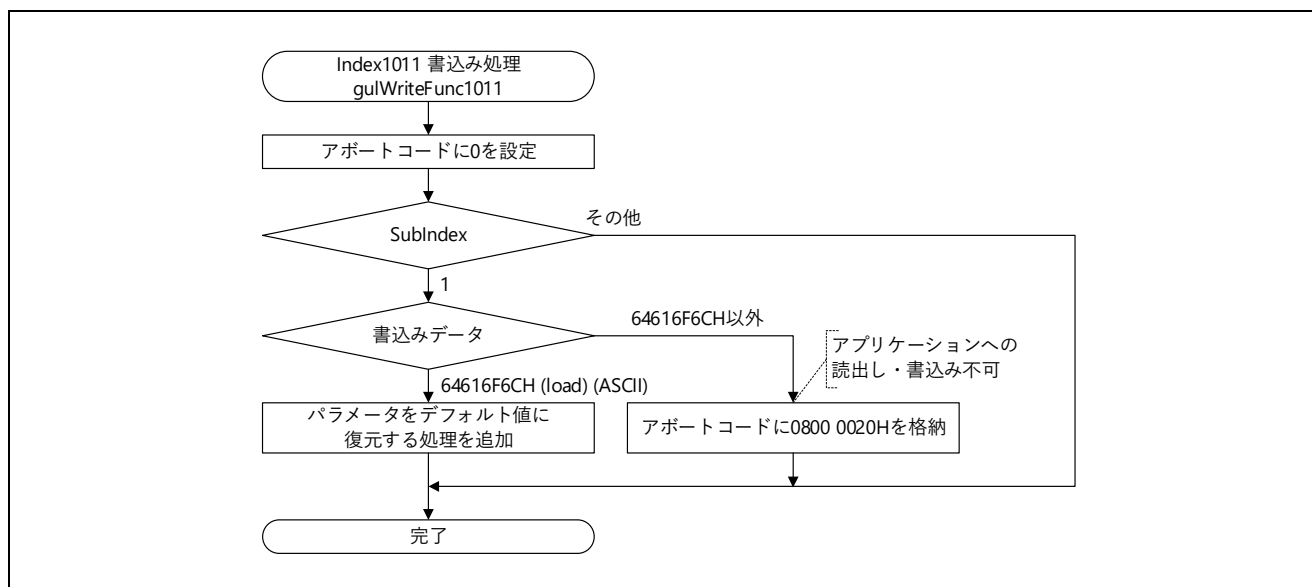 Index1011 書込み処理
gulWriteFunc1011
アボートコードに0を設定
その他
SubIndex
1
64616F6CH以外
書込みデータ
アプリケーションへの
読出し・書込み不可
64616F6CH (load) (ASCII)
パラメータをデフォルト値に
復元する処理を追加
アボートコードに0800 0020Hを格納
完了